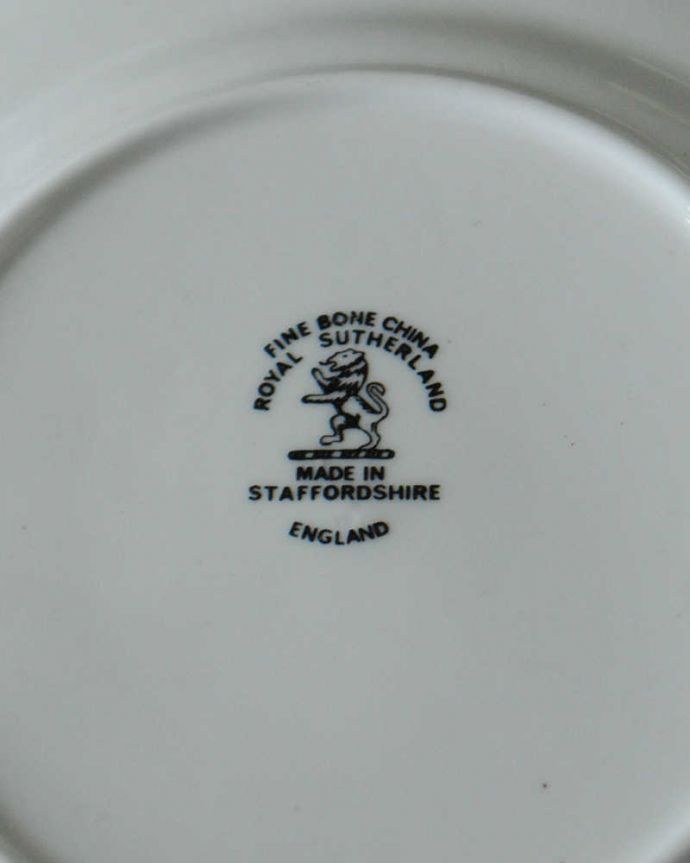 FINE BONE CHINA
ROYAL SUTHERLAND
MADE IN
STAFFORDSHIRE
ENGLAND